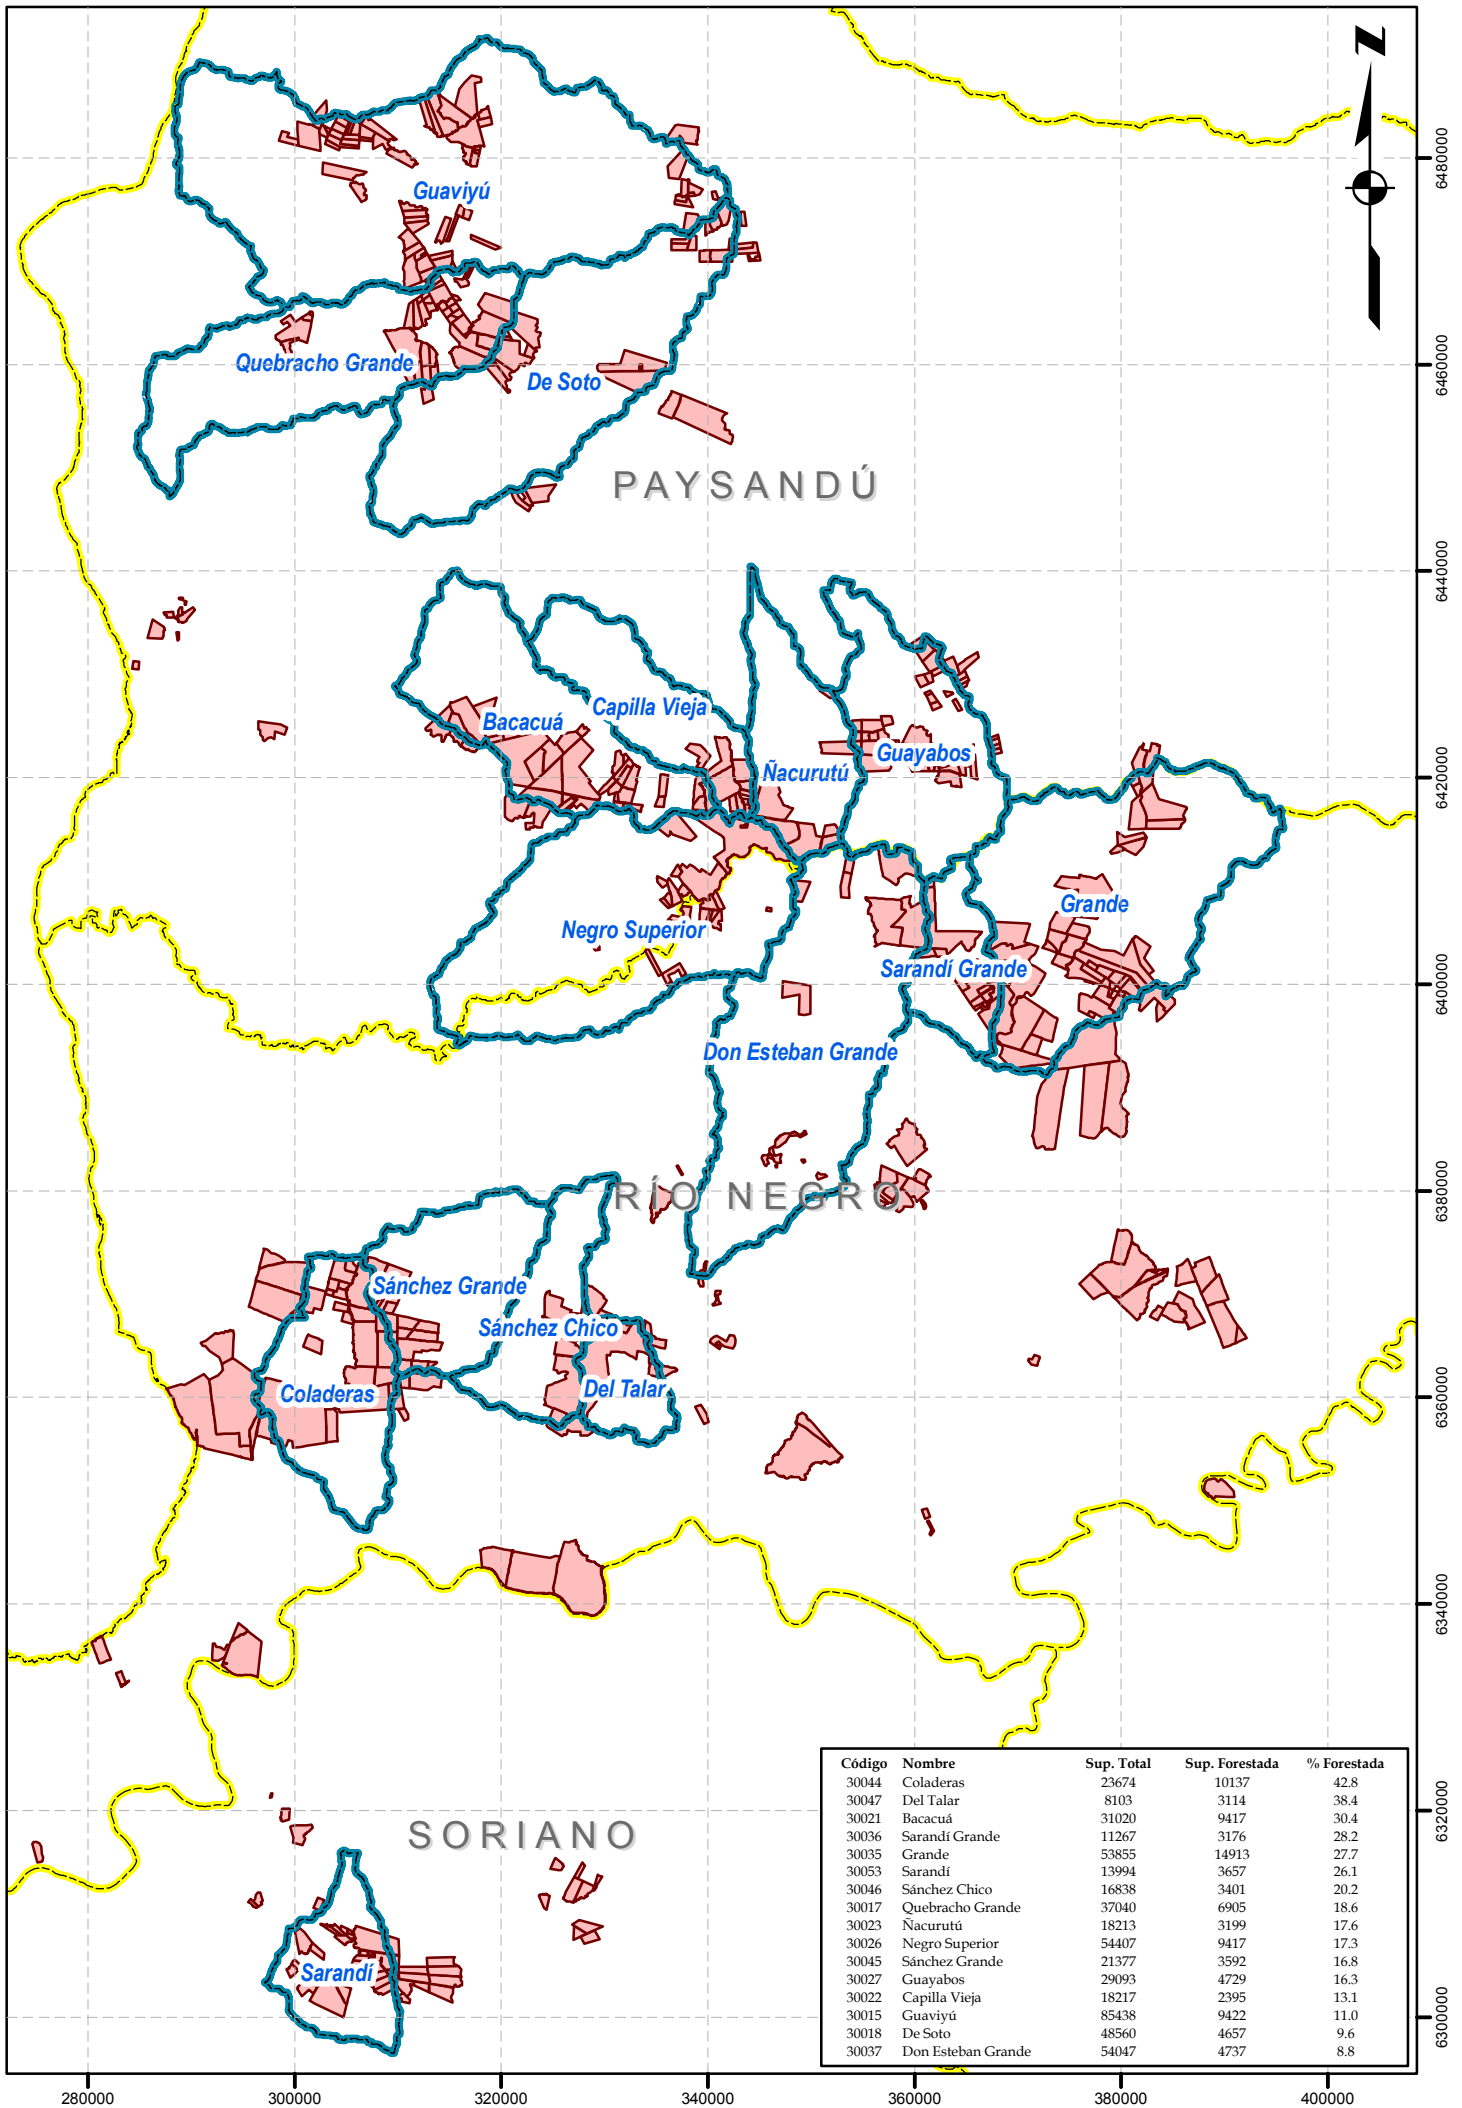 N
6480000
Guaviyú
Quebracho Grande
6460000
De Soto
PAYSANDÚ
6440000
Capilla Vieja
Bacacuá
Guayabos
Ñacurutú
6420000
Grande
Negro Superior
Sarandí Grande
6400000
Don Esteban Grande
RÍO NEGRO
6380000
Sánchez Grande
Sánchez Chico
Del Talar
Coladeras
6360000
6340000
SORIANO
6320000
Sarandí
6300000
Código Nombre Sup. Total Sup. Forestada % Forestada
30044 Coladeras 23674 10137 42.8
30047 Del Talar 8103 3114 38.4
30021 Bacacuá 31020 9417 30.4
30036 Sarandí Grande 11267 3176 28.2
30035 Grande 53855 14913 27.7
30053 Sarandí 13994 3657 26.1
30046 Sánchez Chico 16838 3401 20.2
30017 Quebracho Grande 37040 6905 18.6
30023 Ñacurutú 18213 3199 17.6
30026 Negro Superior 54407 9417 17.3
30045 Sánchez Grande 21377 3592 16.8
30027 Guayabos 29093 4729 16.3
30022 Capilla Vieja 18217 2395 13.1
30015 Guaviyú 85438 9422 11.0
30018 De Soto 48560 4657 9.6
30037 Don Esteban Grande 54047 4737 8.8
280000 300000 320000 340000 360000 380000 400000